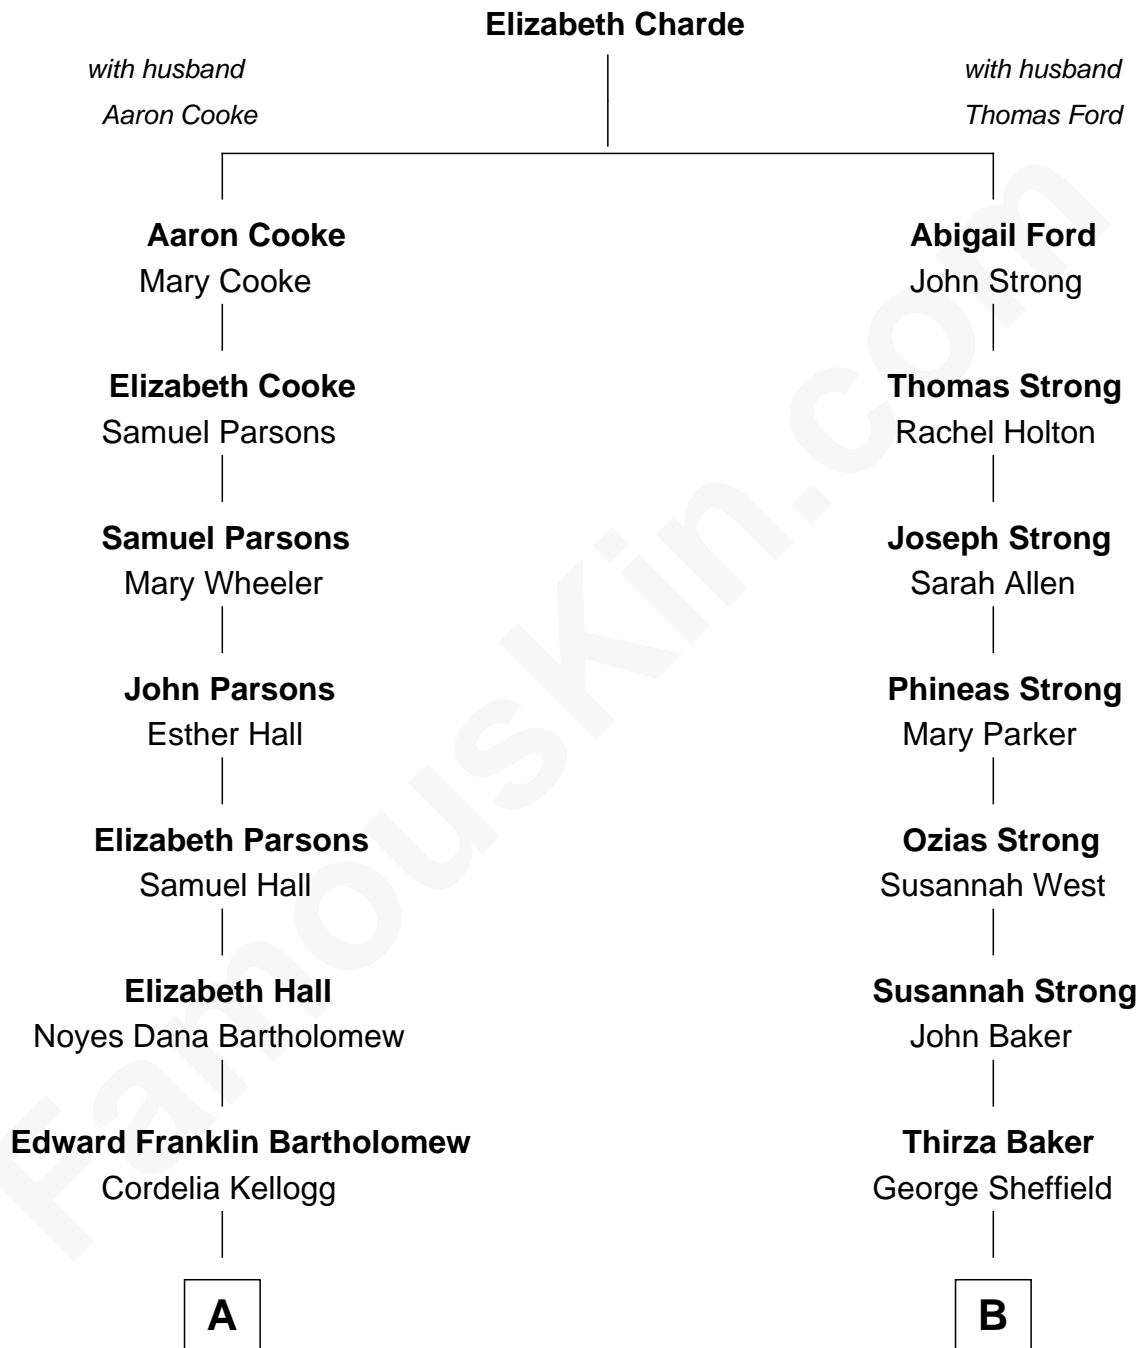 Elizabeth Charde
with husband
Aaron Cooke
with husband
Thomas Ford
Aaron Cooke
Mary Cooke
Abigail Ford
John Strong
Elizabeth Cooke
Samuel Parsons
Thomas Strong
Rachel Holton
Samuel Parsons
Mary Wheeler
Joseph Strong
Sarah Allen
John Parsons
Esther Hall
Phineas Strong
Mary Parker
Elizabeth Parsons
Samuel Hall
Ozias Strong
Susannah West
Elizabeth Hall
Noyes Dana Bartholomew
Susannah Strong
John Baker
Edward Franklin Bartholomew
Cordelia Kellogg
Thirza Baker
George Sheffield
A
B
FamousKin.com